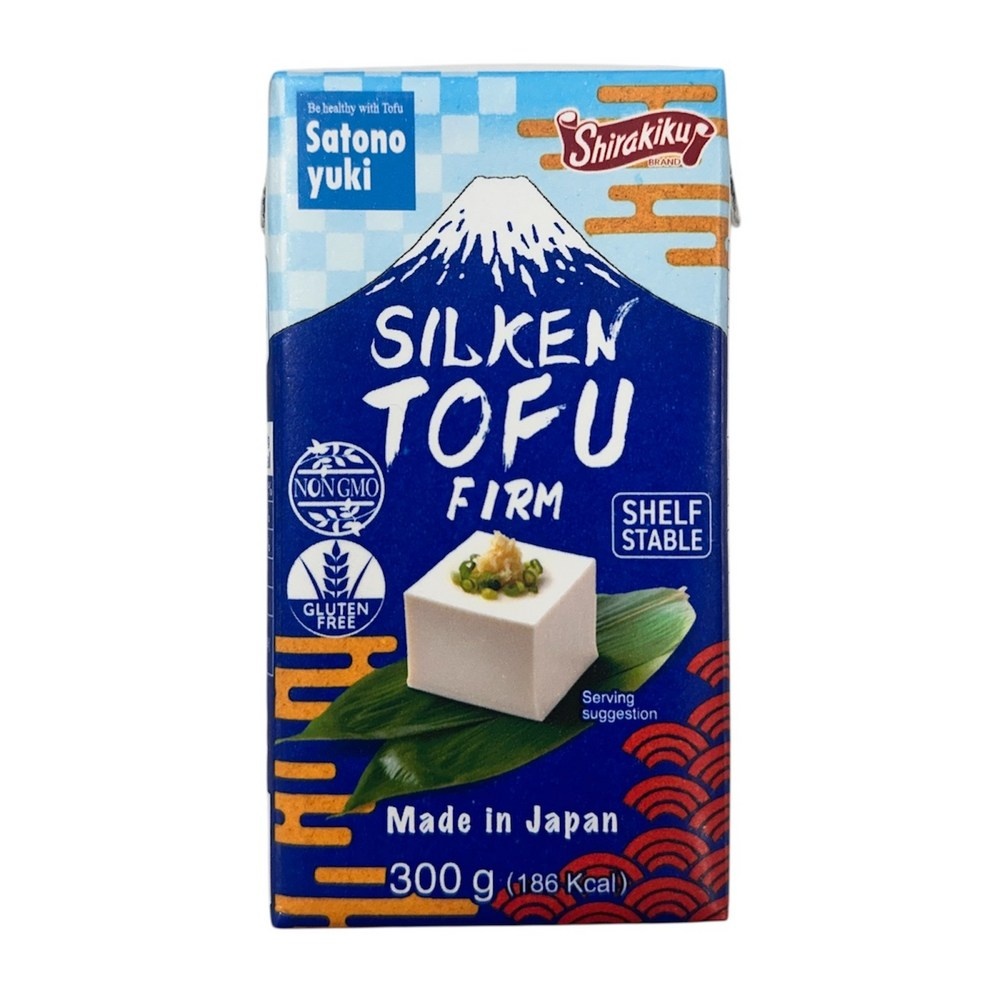 Be healthy with Tofu
Satono
yuki
Shirakiku
BRAND
SILKEN
TOFU
FIRM
NON GMO
GLUTEN
FREE
SHELF
STABLE
Serving
suggestion
Made in Japan
300 g (186 Kcal)